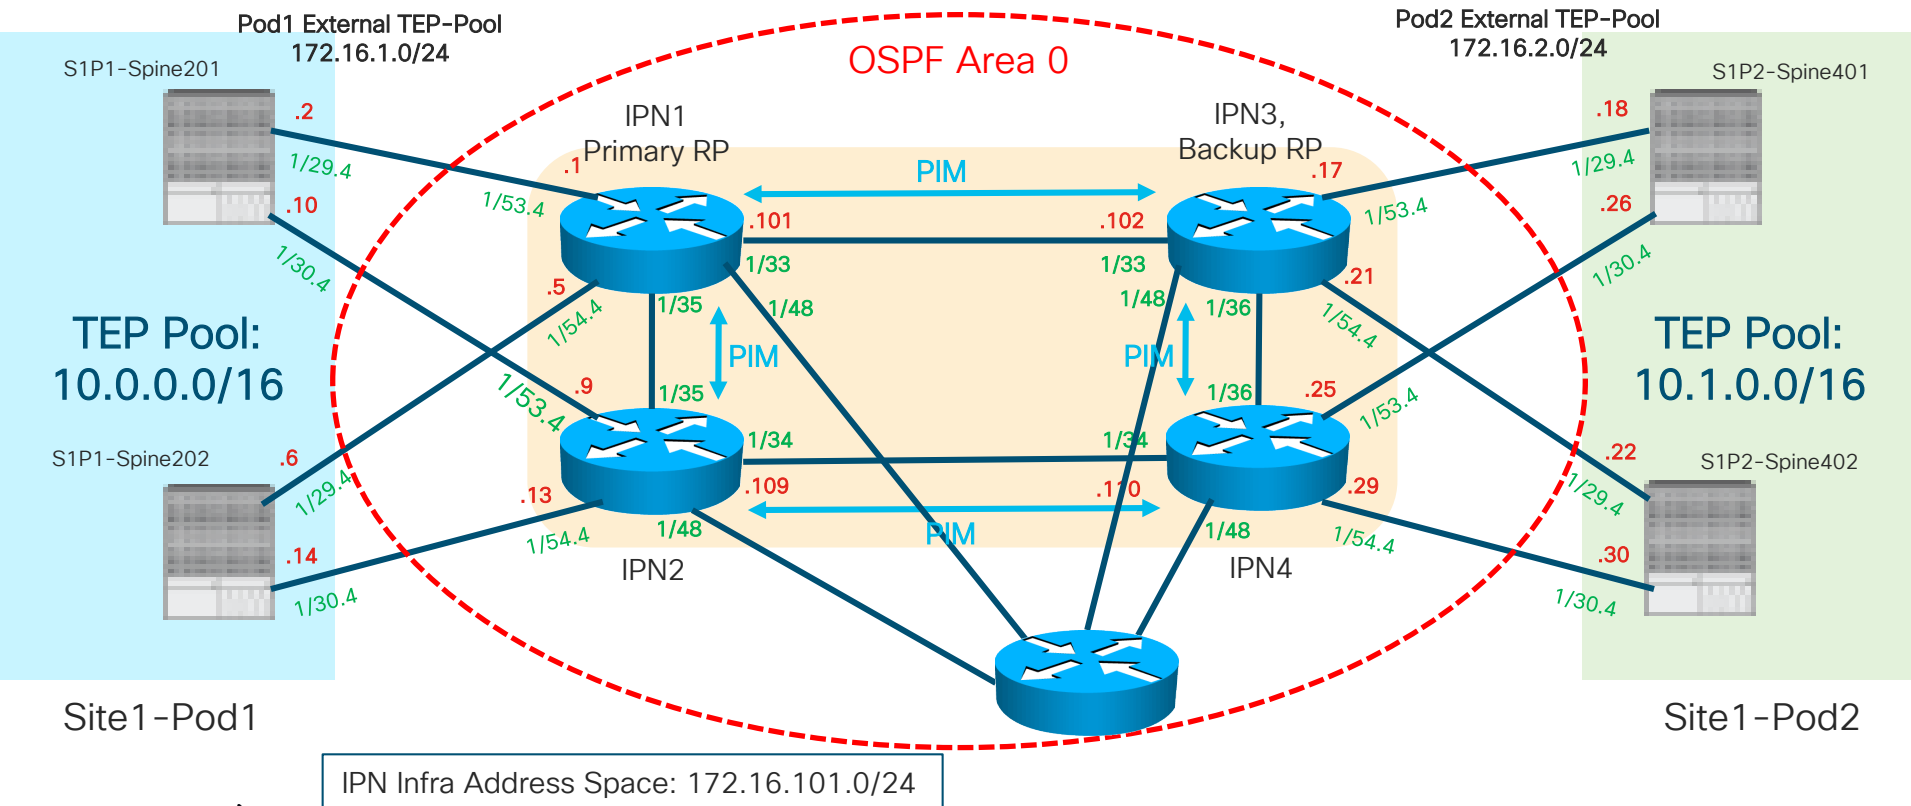 Pod1 External TEP-Pool
172.16.1.0/24
Pod2 External TEP-Pool
172.16.2.0/24
OSPF Area 0
S1P1-Spine201
S1P2-Spine401
.2
1/29.4
.10
1/30.4
IPN1
Primary RP
.1
1/53.4
IPN3,
Backup RP
.17
1/53.4
.18
1/29.4
.26
1/30.4
PIM
.101
1/33
.102
1/33
.5
1/54.4
1/35
1/48
1/48
1/36
.21
1/54.4
PIM
PIM
TEP Pool:
10.0.0.0/16
TEP Pool:
10.1.0.0/16
.9
1/53.4
1/35
1/36
.25
1/53.4
1/34
1/34
S1P1-Spine202
.6
1/29.4
S1P2-Spine402
.22
1/29.4
.13
1/54.4
.109
1/48
.110
.29
1/48
1/54.4
PIM
.14
1/30.4
.30
1/30.4
IPN2
IPN4
Site1-Pod1
Site1-Pod2
IPN Infra Address Space: 172.16.101.0/24